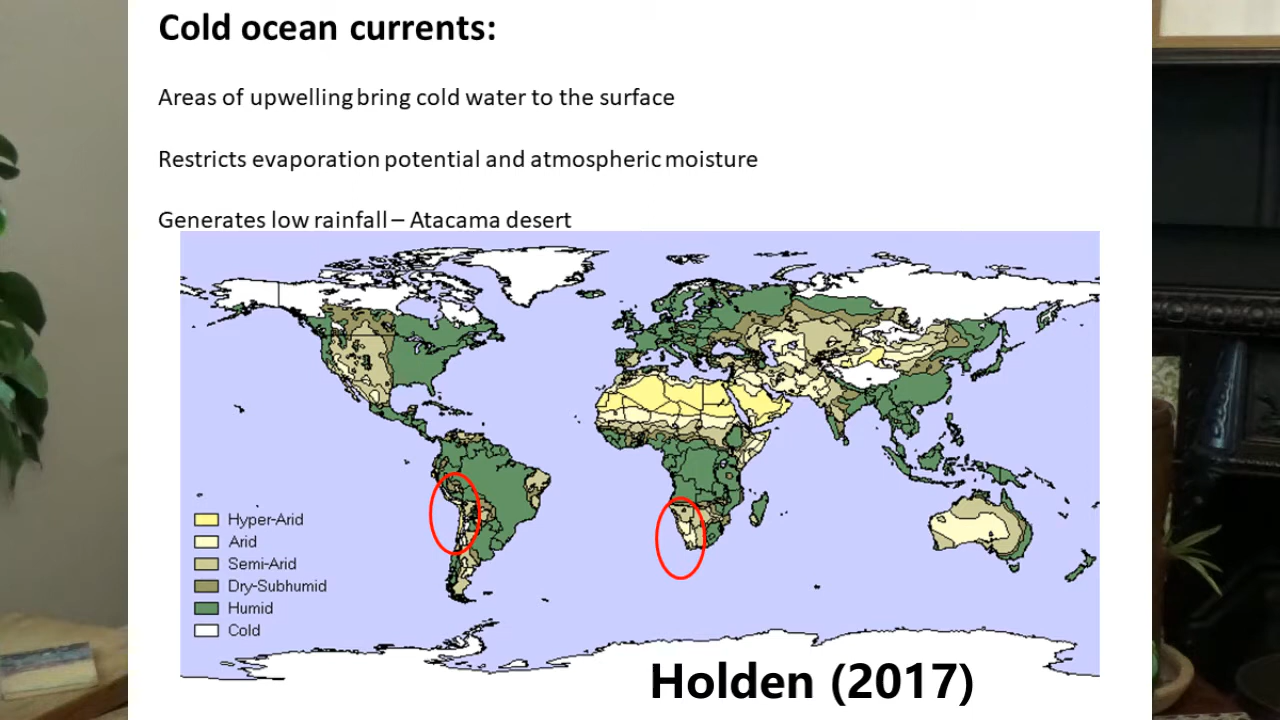 Cold ocean currents:
Areas of upwelling bring cold water to the surface
Restricts evaporation potential and atmospheric moisture
Generates low rainfall – Atacama desert
Hyper-Arid
Arid
Semi-Arid
Dry-Subhumid
Humid
Cold
Holden (2017)